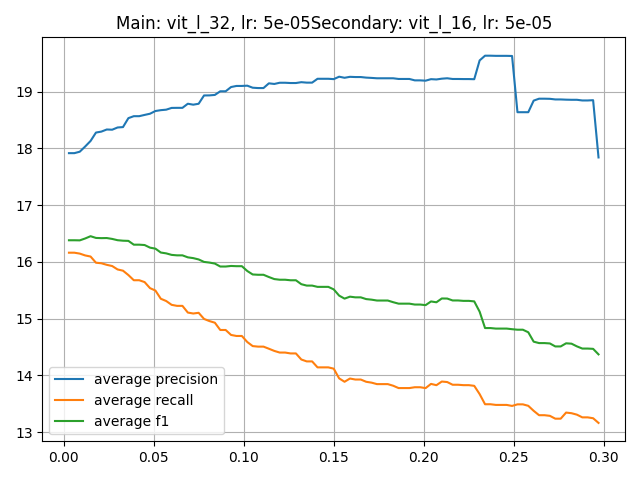 Main: vit_l_32, lr: 5e-05Secondary: vit_l_16, lr: 5e-05
19
18
17
16
15
14
13
average precision
average recall
average f1
0.00 0.05 0.10 0.15 0.20 0.25 0.30